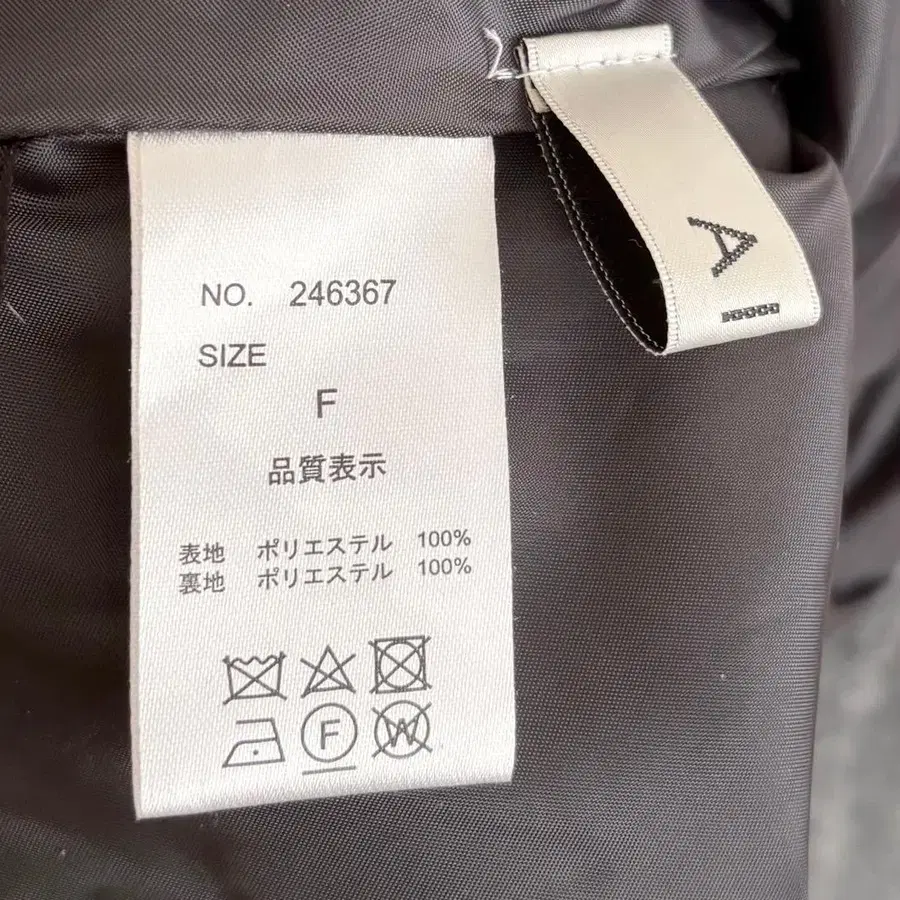 NO. 246367
SIZE
F
品質表示
表地 ポリエステル 100%
裏地 ポリエステル 100%
F
W
A